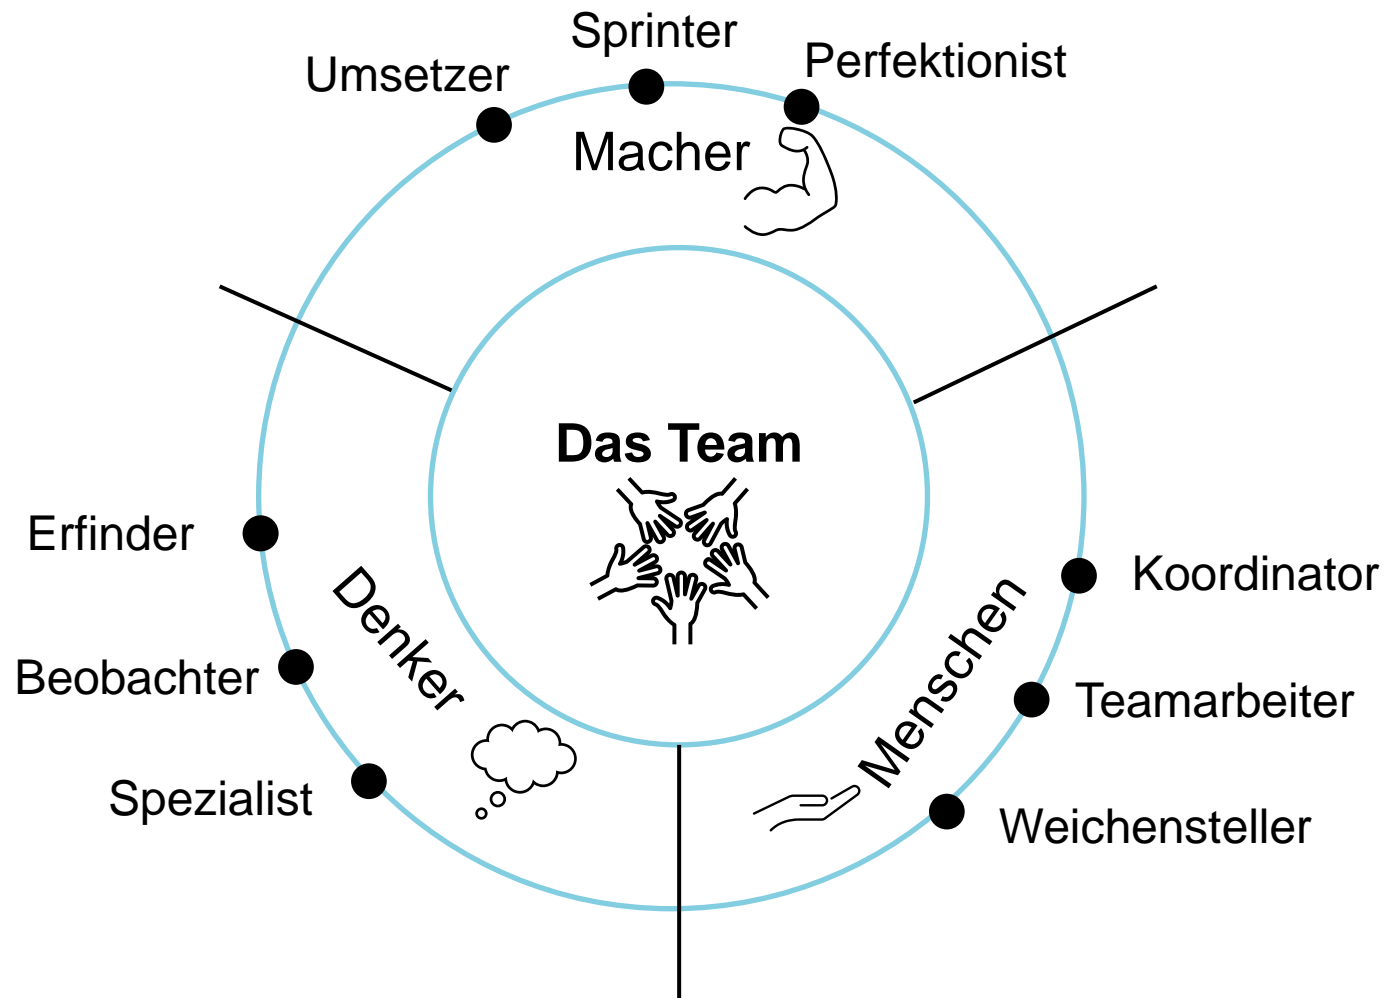 Sprinter
Umsetzer
Perfektionist
Macher
Das Team
Erfinder
Denker
Beobachter
Spezialist
Menschen
Koordinator
Teamarbeiter
Weichensteller